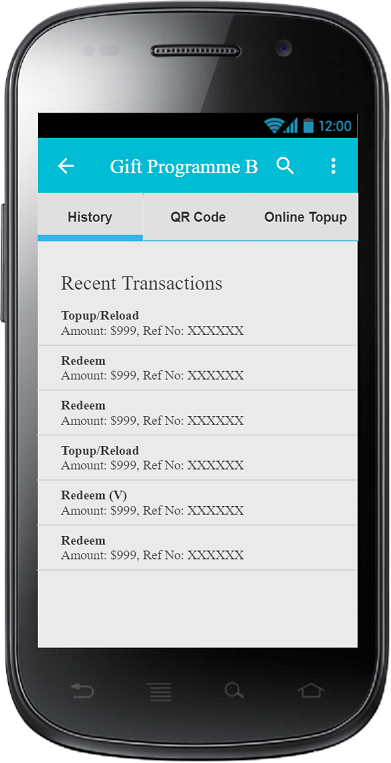 12:00
Gift Programme B
History
QR Code
Online Topup
Recent Transactions
Topup/Reload
Amount: $999, Ref No: XXXXXX
Redeem
Amount: $999, Ref No: XXXXXX
Redeem
Amount: $999, Ref No: XXXXXX
Topup/Reload
Amount: $999, Ref No: XXXXXX
Redeem (V)
Amount: $999, Ref No: XXXXXX
Redeem
Amount: $999, Ref No: XXXXXX